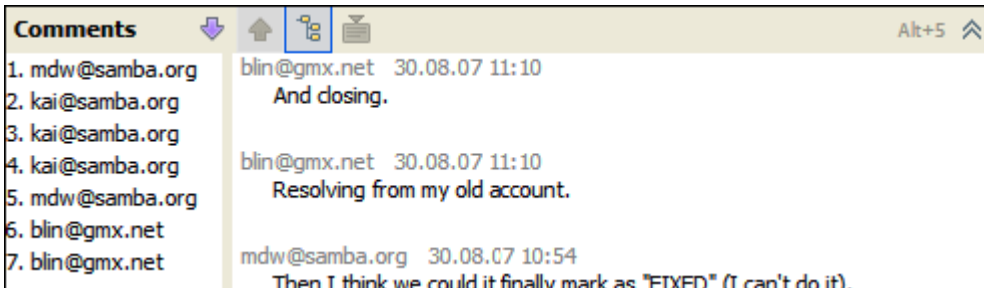 Comments
Alt+5
1. mdw@samba.org
2. kai@samba.org
3. kai@samba.org
4. kai@samba.org
5. mdw@samba.org
6. blin@gmx.net
7. blin@gmx.net
blin@gmx.net 30.08.07 11:10
And closing.
blin@gmx.net 30.08.07 11:10
Resolving from my old account.
mdw@samba.org 30.08.07 10:54
Then I think we could it finally mark as "FIXED" (I can't do it).